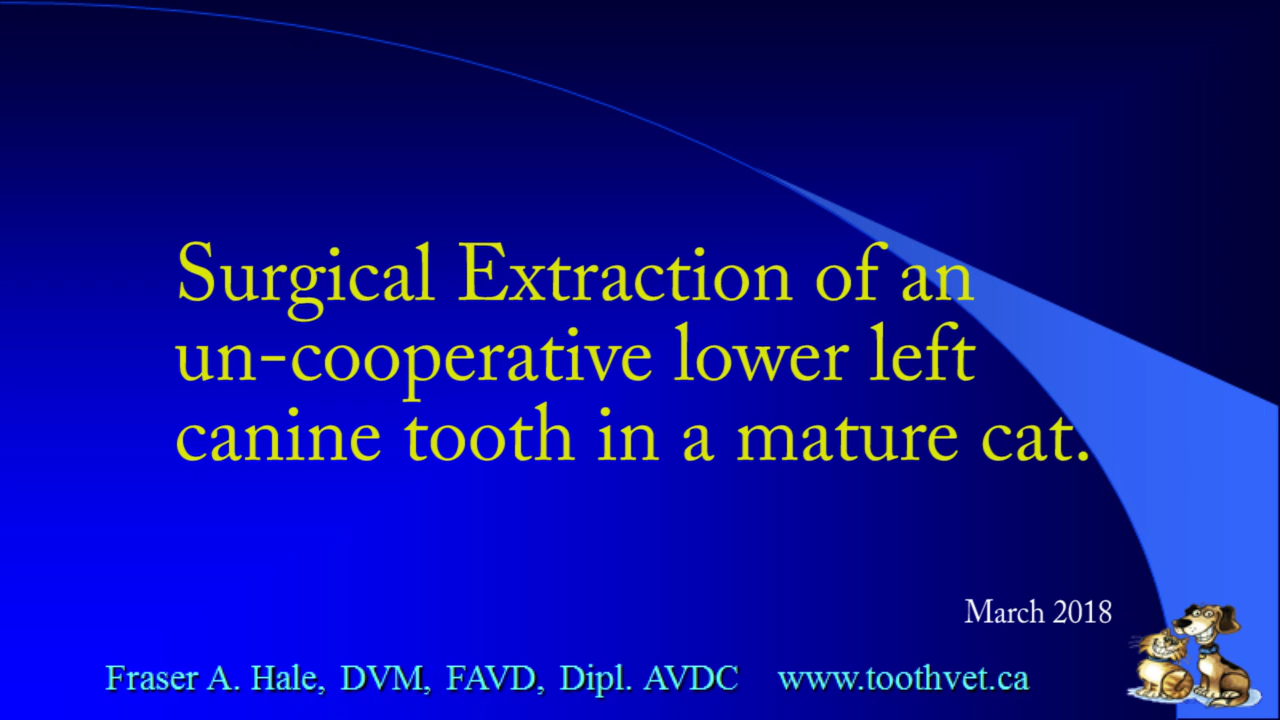 Surgical Extraction of an
un-cooperative lower left
canine tooth in a mature cat.
March 2018
Fraser A. Hale, DVM, FAVD, Dipl. AVDC www.toothvet.ca